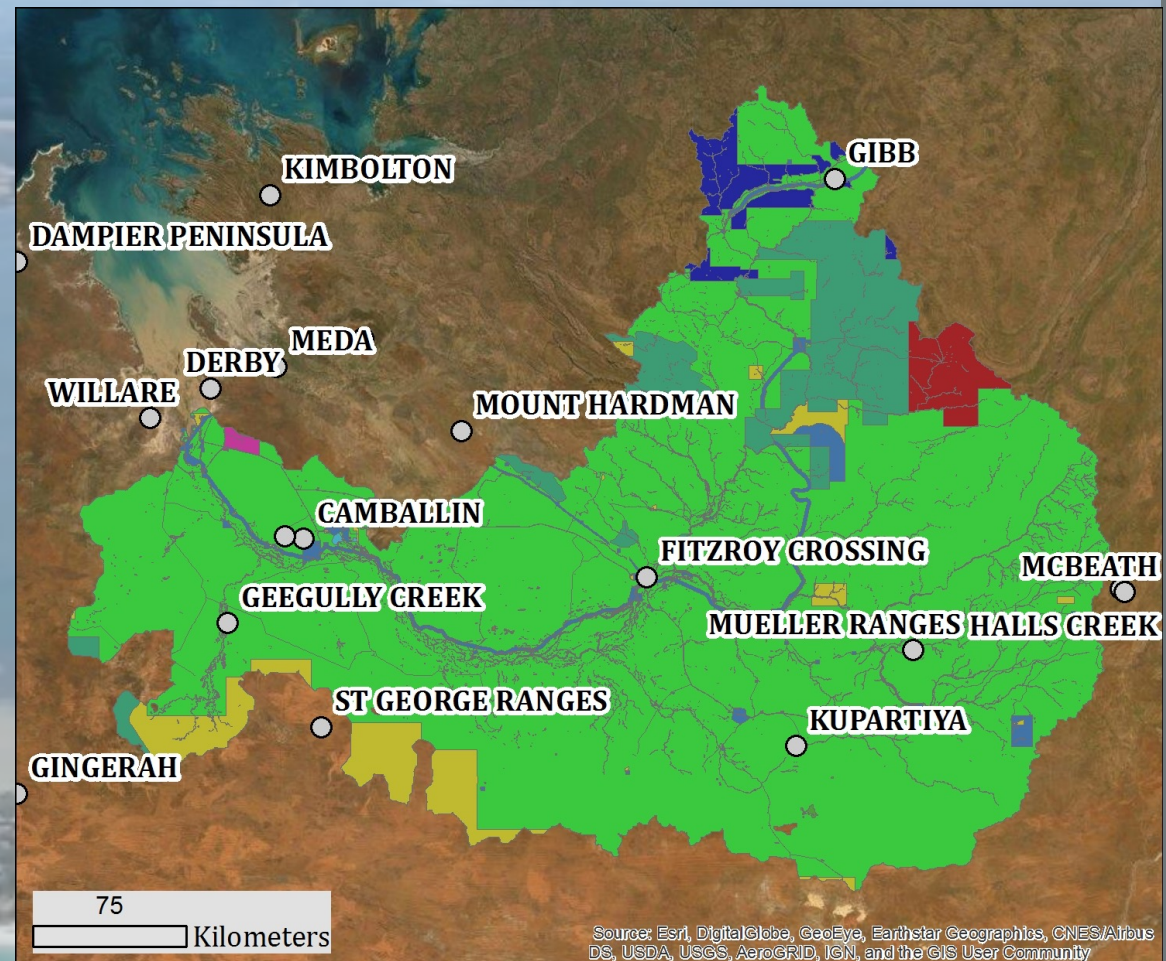 GIBB
KIMBOLTON
DAMPIER PENINSULA
MEDA
DERBY
WILLARE
MOUNT HARDMAN
CAMBALLIN
FITZROY CROSSING
MCBEATH
GEEGULLY CREEK
MUELLER RANGES HALLS CREEK
ST GEORGE RANGES
KUPARTIYA
GINGERAH
75
Kilometers
Source: Esri, DigitalGlobe, GeoEye, Earthstar Geographics, CNES/Airbus
DS, USDA, USGS, AeroGRID, IGN, and the GIS User Community